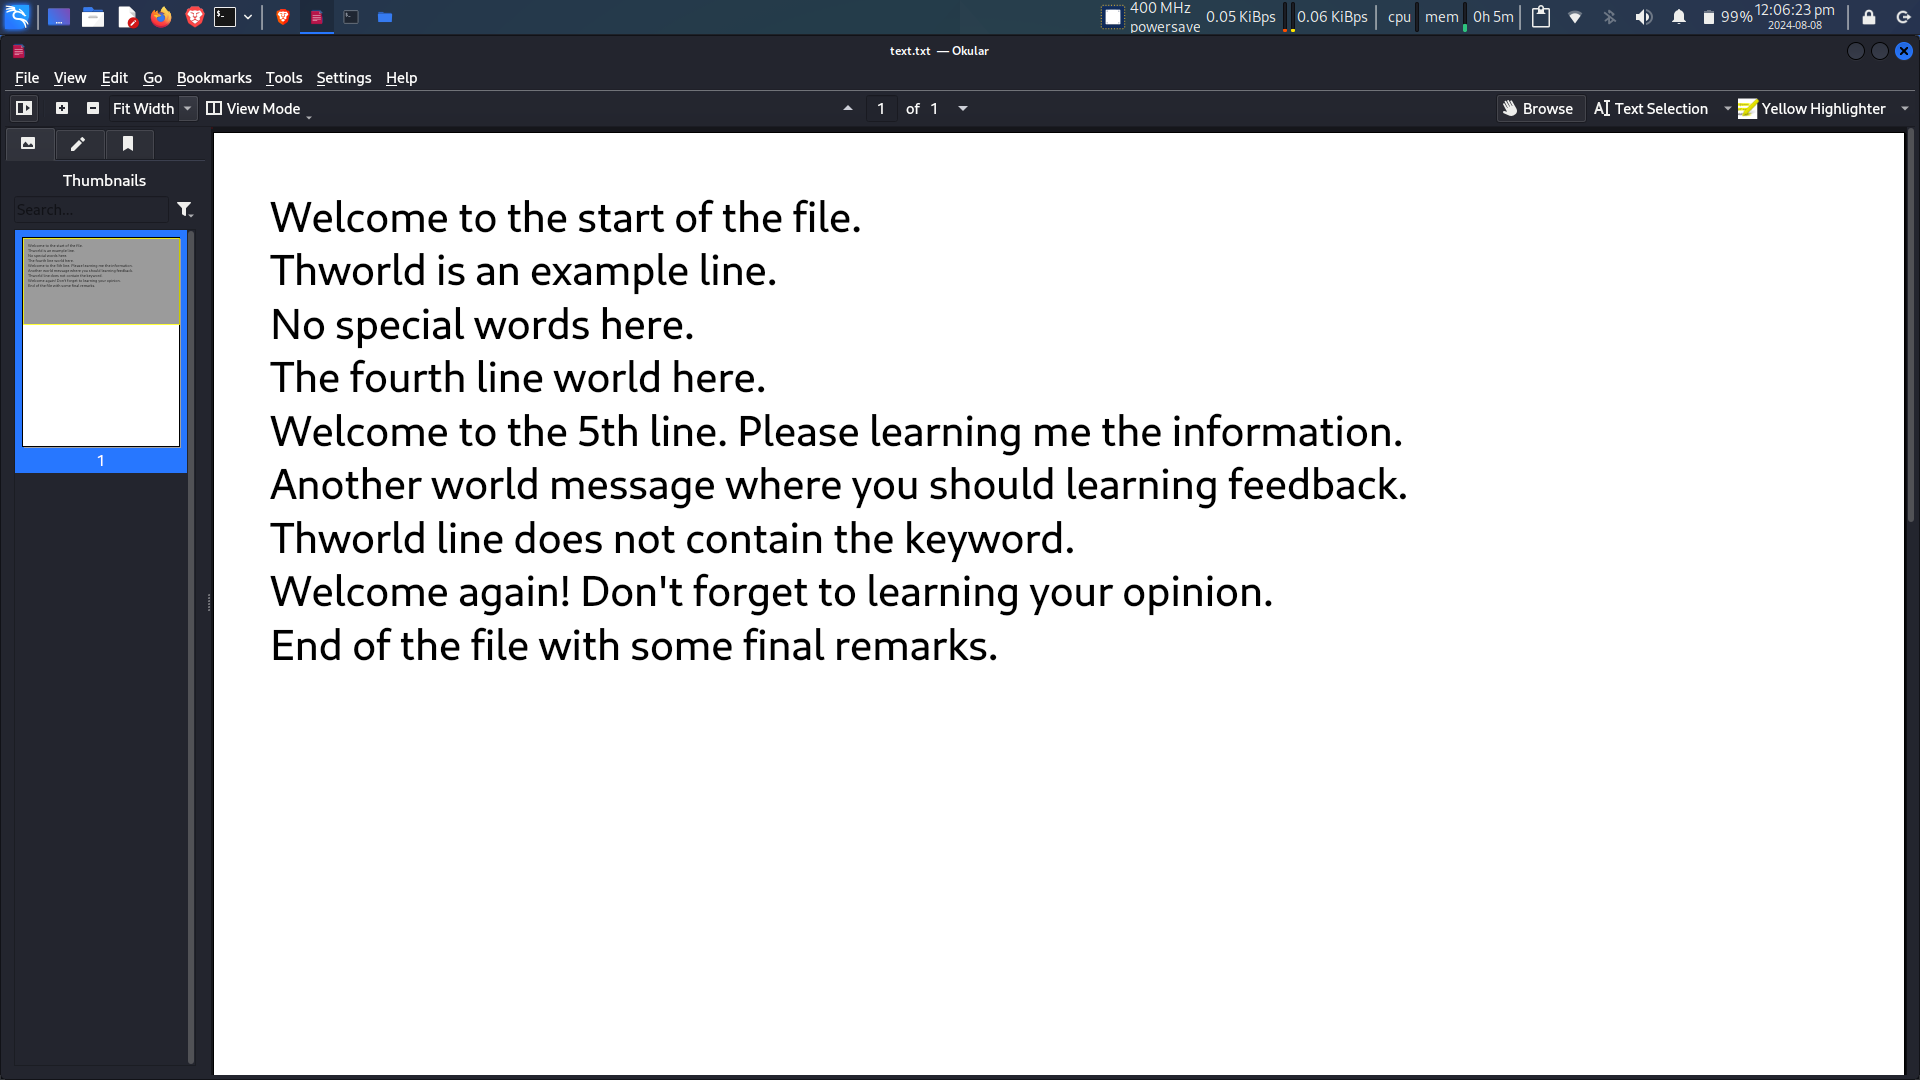 400 MHz
powersave
0.05 KiBps
0.06 KiBps
cpu
mem
0h 5m
99%
12:06:23 pm
2024-08-08
text.txt — Okular
File View Edit Go Bookmarks Tools Settings Help
Fit Width
View Mode
1 of 1
Browse
Text Selection
Yellow Highlighter
Thumbnails
Search...
1
Welcome to the start of the file.
Thworld is an example line.
No special words here.
The fourth line world here.
Welcome to the 5th line. Please learning me the information.
Another world message where you should learning feedback.
Thworld line does not contain the keyword.
Welcome again! Don't forget to learning your opinion.
End of the file with some final remarks.